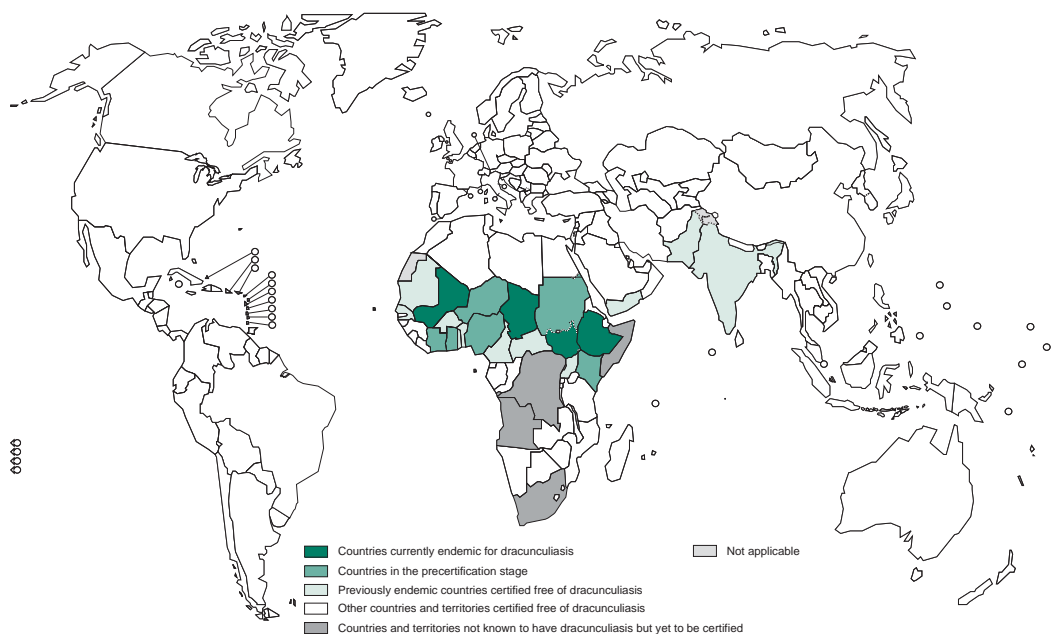 Countries currently endemic for dracunculiasis
Not applicable
Countries in the precertification stage
Previously endemic countries certified free of dracunculiasis
Other countries and territories certified free of dracunculiasis
Countries and territories not known to have dracunculiasis but yet to be certified